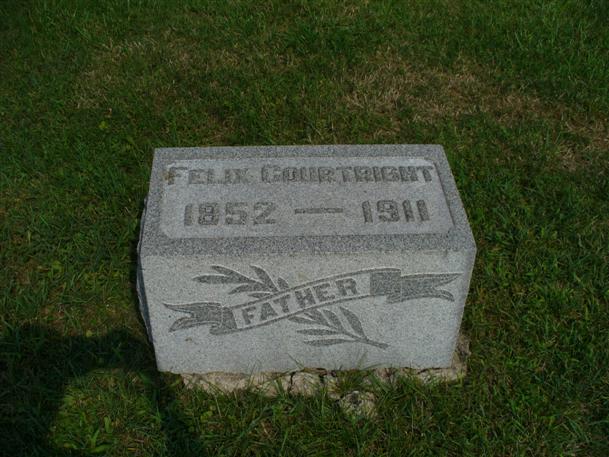 FELIX COURTRIGHT
1852 — 1911
FATHER